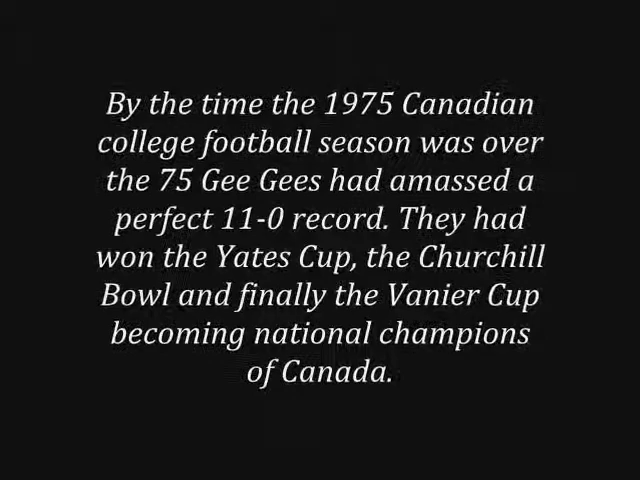 By the time the 1975 Canadian
college football season was over
the 75 Gee Gees had amassed a
perfect 11-0 record. They had
won the Yates Cup, the Churchill
Bowl and finally the Vanier Cup
becoming national champions
of Canada.